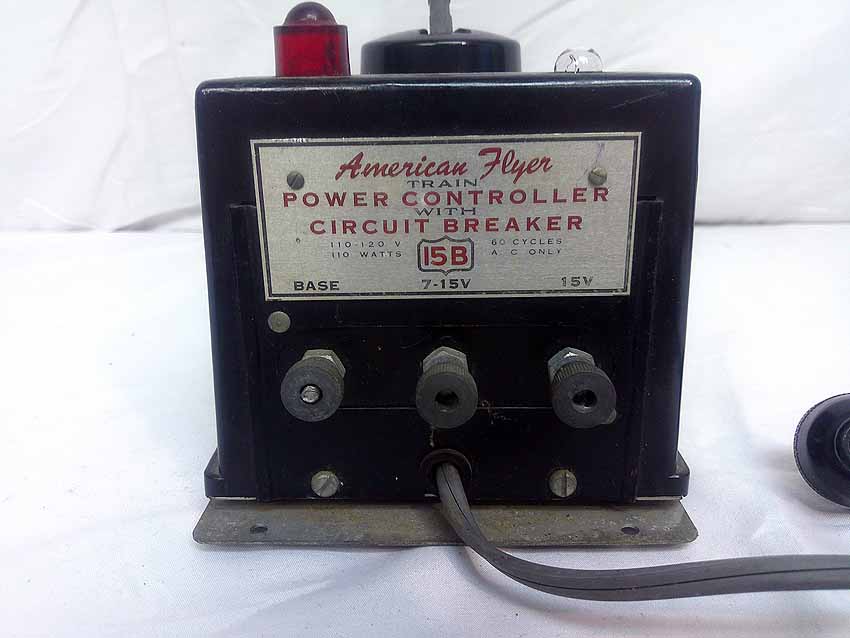 American Flyer
TRAIN
POWER CONTROLLER
WITH
CIRCUIT BREAKER
110-120 V 60 CYCLES
110 WATTS 15B A.C ONLY
BASE 7-15V 15V